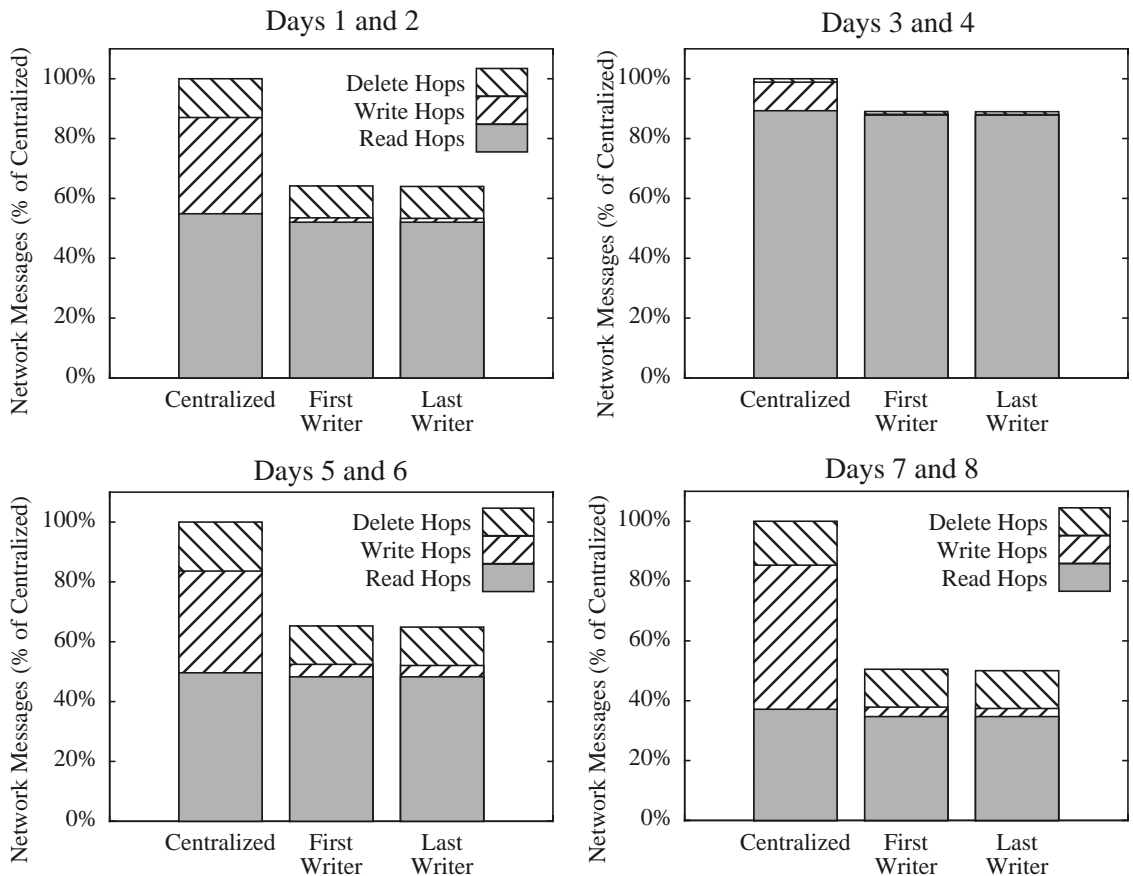 Days 1 and 2
Network Messages (% of Centralized)
100%
80%
60%
40%
20%
0%
Delete Hops
Write Hops
Read Hops
Centralized
First
Writer
Last
Writer
Days 3 and 4
Network Messages (% of Centralized)
100%
80%
60%
40%
20%
0%
Centralized
First
Writer
Last
Writer
Days 5 and 6
Network Messages (% of Centralized)
100%
80%
60%
40%
20%
0%
Delete Hops
Write Hops
Read Hops
Centralized
First
Writer
Last
Writer
Days 7 and 8
Network Messages (% of Centralized)
100%
80%
60%
40%
20%
0%
Delete Hops
Write Hops
Read Hops
Centralized
First
Writer
Last
Writer